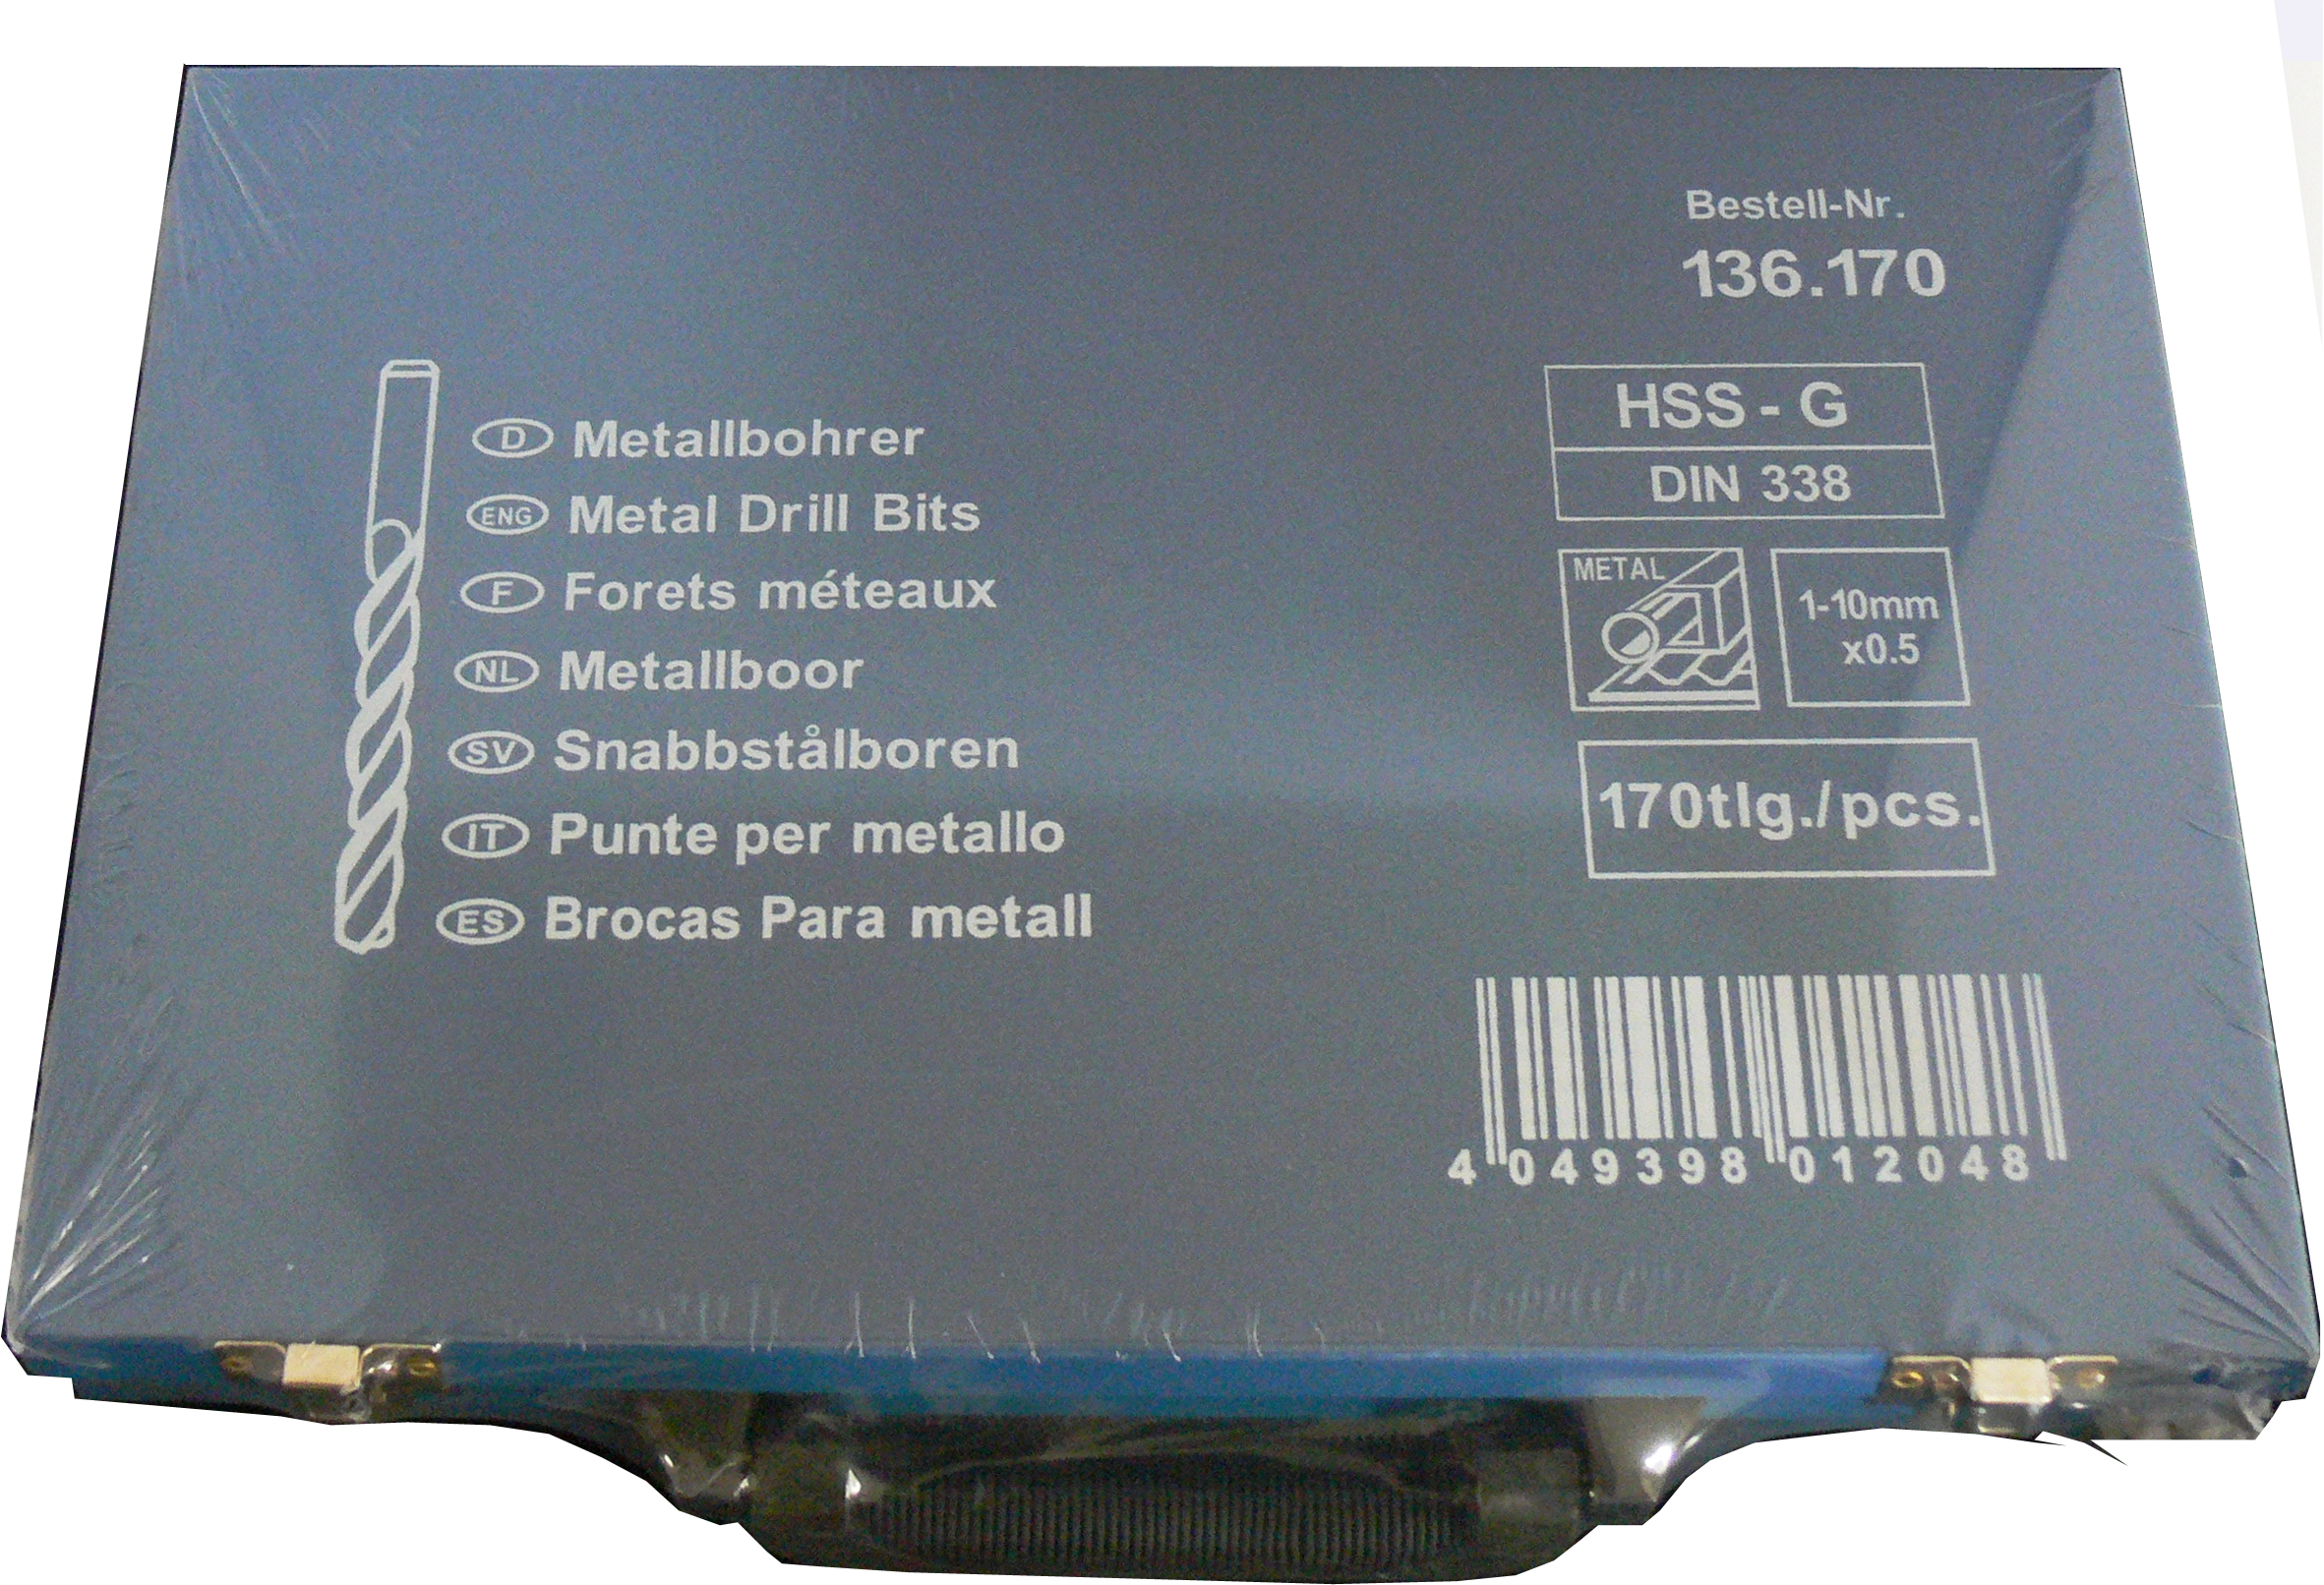 Bestell-Nr.
136.170
D Metallbohrer
ENG Metal Drill Bits
F Forets méteaux
NL Metallboor
SV Snabbstålboren
IT Punte per metallo
ES Brocas Para metall
HSS - G
DIN 338
METAL
1-10mm
x0.5
170tlg./pcs.
4 049398 012048